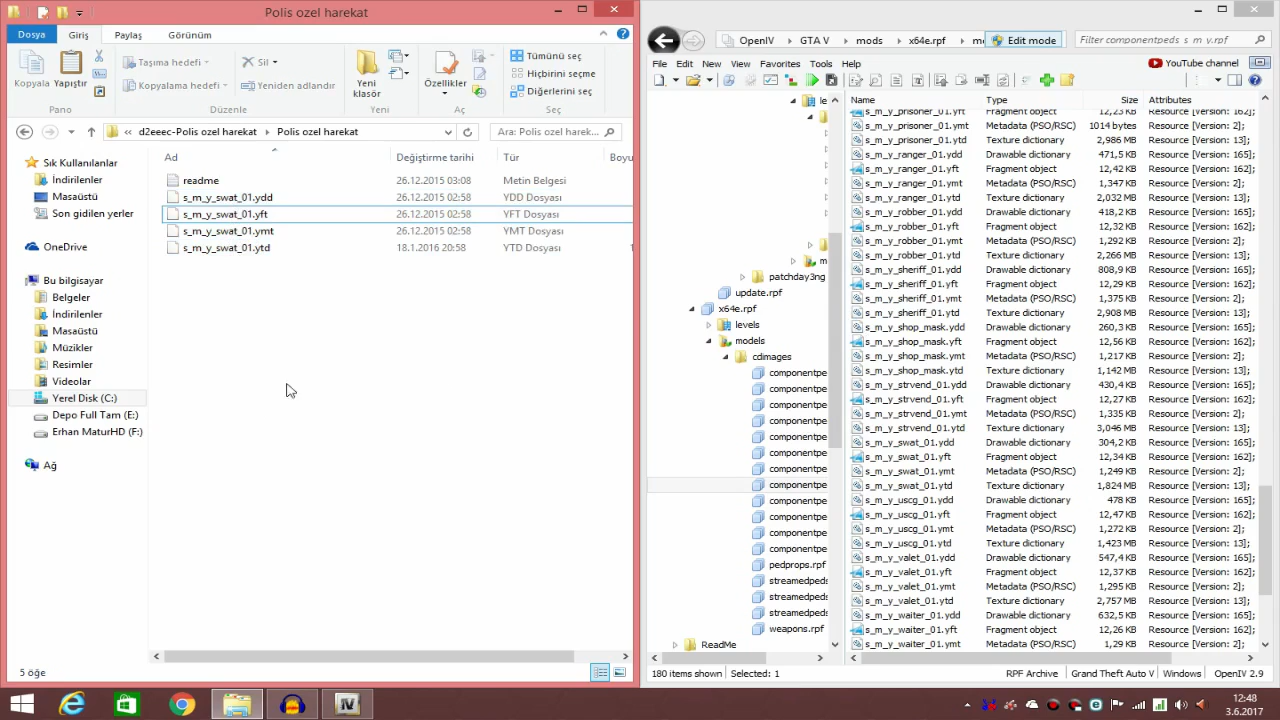 Polis ozel harekat
Dosya
Giriş
Paylaş
Görünüm
Kopyala
Yapıştır
Taşıma hedefi
Kopyalama hedefi
Sil
Yeniden adlandır
Yeni
klasör
Özellikler
Tümünü seç
Hiçbirini seçme
Diğerlerini seç
Pano
Düzenle
Yeni
Aç
Seç
« d2eeec-Polis ozel harekat
Polis ozel harekat
Ara: Polis ozel harek...
Ad
Değiştirme tarihi
Tür
Boyu
readme 26.12.2015 03:08 Metin Belgesi
s_m_y_swat_01.ydd 26.12.2015 02:58 YDD Dosyası
s_m_y_swat_01.yft 26.12.2015 02:58 YFT Dosyası
s_m_y_swat_01.ymt 26.12.2015 02:58 YMT Dosyası
s_m_y_swat_01.ytd 18.1.2016 20:58 YTD Dosyası 1
Sık Kullanılanlar
İndirilenler
Masaüstü
Son gidilen yerler
OneDrive
Bu bilgisayar
Belgeler
İndirilenler
Masaüstü
Müzikler
Resimler
Videolar
Yerel Disk (C:)
Depo Full Tam (E:)
Erhan MaturHD (F:)
Ağ
5 öğe
OpenIV
GTA V
mods
x64e.rpf
Edit mode
Filter componentpeds_s_m_y.rpf
File Edit New View Favorites Tools Help
YouTube channel
le
m
patchday3ng
update.rpf
x64e.rpf
levels
models
cdimages
componentpe
componentpe
componentpe
componentpe
componentpe
componentpe
componentpe
componentpe
componentpe
componentpe
componentpe
componentpe
pedprops.rpf
streamedpeds
streamedpeds
streamedpeds
weapons.rpf
ReadMe
Name Type Size Attributes
s_m_y_prisoner_01.yft Fragment object 12,23 KB Resource [Version: 162];
s_m_y_prisoner_01.ymt Metadata (PSO/RSC) 1014 bytes Resource [Version: 2];
s_m_y_prisoner_01.ytd Texture dictionary 2,986 MB Resource [Version: 13];
s_m_y_ranger_01.ydd Drawable dictionary 471,5 KB Resource [Version: 165];
s_m_y_ranger_01.yft Fragment object 12,42 KB Resource [Version: 162];
s_m_y_ranger_01.ymt Metadata (PSO/RSC) 1,347 KB Resource [Version: 2];
s_m_y_ranger_01.ytd Texture dictionary 2,032 MB Resource [Version: 13];
s_m_y_robber_01.ydd Drawable dictionary 418,2 KB Resource [Version: 165];
s_m_y_robber_01.yft Fragment object 12,32 KB Resource [Version: 162];
s_m_y_robber_01.ymt Metadata (PSO/RSC) 1,292 KB Resource [Version: 2];
s_m_y_robber_01.ytd Texture dictionary 2,266 MB Resource [Version: 13];
s_m_y_sheriff_01.ydd Drawable dictionary 808,9 KB Resource [Version: 165];
s_m_y_sheriff_01.yft Fragment object 12,29 KB Resource [Version: 162];
s_m_y_sheriff_01.ymt Metadata (PSO/RSC) 1,375 KB Resource [Version: 2];
s_m_y_sheriff_01.ytd Texture dictionary 2,908 MB Resource [Version: 13];
s_m_y_shop_mask.ydd Drawable dictionary 260,3 KB Resource [Version: 165];
s_m_y_shop_mask.yft Fragment object 12,56 KB Resource [Version: 162];
s_m_y_shop_mask.ymt Metadata (PSO/RSC) 1,217 KB Resource [Version: 2];
s_m_y_shop_mask.ytd Texture dictionary 1,142 MB Resource [Version: 13];
s_m_y_strvend_01.ydd Drawable dictionary 430,4 KB Resource [Version: 165];
s_m_y_strvend_01.yft Fragment object 12,27 KB Resource [Version: 162];
s_m_y_strvend_01.ymt Metadata (PSO/RSC) 1,335 KB Resource [Version: 2];
s_m_y_strvend_01.ytd Texture dictionary 3,046 MB Resource [Version: 13];
s_m_y_swat_01.ydd Drawable dictionary 304,2 KB Resource [Version: 165];
s_m_y_swat_01.yft Fragment object 12,34 KB Resource [Version: 162];
s_m_y_swat_01.ymt Metadata (PSO/RSC) 1,249 KB Resource [Version: 2];
s_m_y_swat_01.ytd Texture dictionary 1,824 MB Resource [Version: 13];
s_m_y_uscg_01.ydd Drawable dictionary 478 KB Resource [Version: 165];
s_m_y_uscg_01.yft Fragment object 12,47 KB Resource [Version: 162];
s_m_y_uscg_01.ymt Metadata (PSO/RSC) 1,272 KB Resource [Version: 2];
s_m_y_uscg_01.ytd Texture dictionary 1,423 MB Resource [Version: 13];
s_m_y_valet_01.ydd Drawable dictionary 547,4 KB Resource [Version: 165];
s_m_y_valet_01.yft Fragment object 12,37 KB Resource [Version: 162];
s_m_y_valet_01.ymt Metadata (PSO/RSC) 1,295 KB Resource [Version: 2];
s_m_y_valet_01.ytd Texture dictionary 2,757 MB Resource [Version: 13];
s_m_y_waiter_01.ydd Drawable dictionary 632,5 KB Resource [Version: 165];
s_m_y_waiter_01.yft Fragment object 12,26 KB Resource [Version: 162];
s_m_y_waiter_01.ymt Metadata (PSO/RSC) 1,29 KB Resource [Version: 2];
180 items shown Selected: 1
RPF Archive Grand Theft Auto V Windows OpenIV 2.9
12:48
3.6.2017